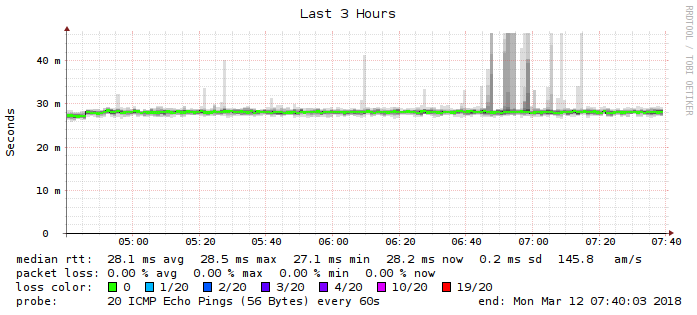 Last 3 Hours
RRDTOOL / TOBI OETIKER
Seconds
40 m
30 m
20 m
10 m
0
05:00 05:20 05:40 06:00 06:20 06:40 07:00 07:20 07:40
median rtt: 28.1 ms avg 28.5 ms max 27.1 ms min 28.2 ms now 0.2 ms sd 145.8 am/s
packet loss: 0.00 % avg 0.00 % max 0.00 % min 0.00 % now
loss color: 0 1/20 2/20 3/20 4/20 10/20 19/20
probe: 20 ICMP Echo Pings (56 Bytes) every 60s end: Mon Mar 12 07:40:03 2018